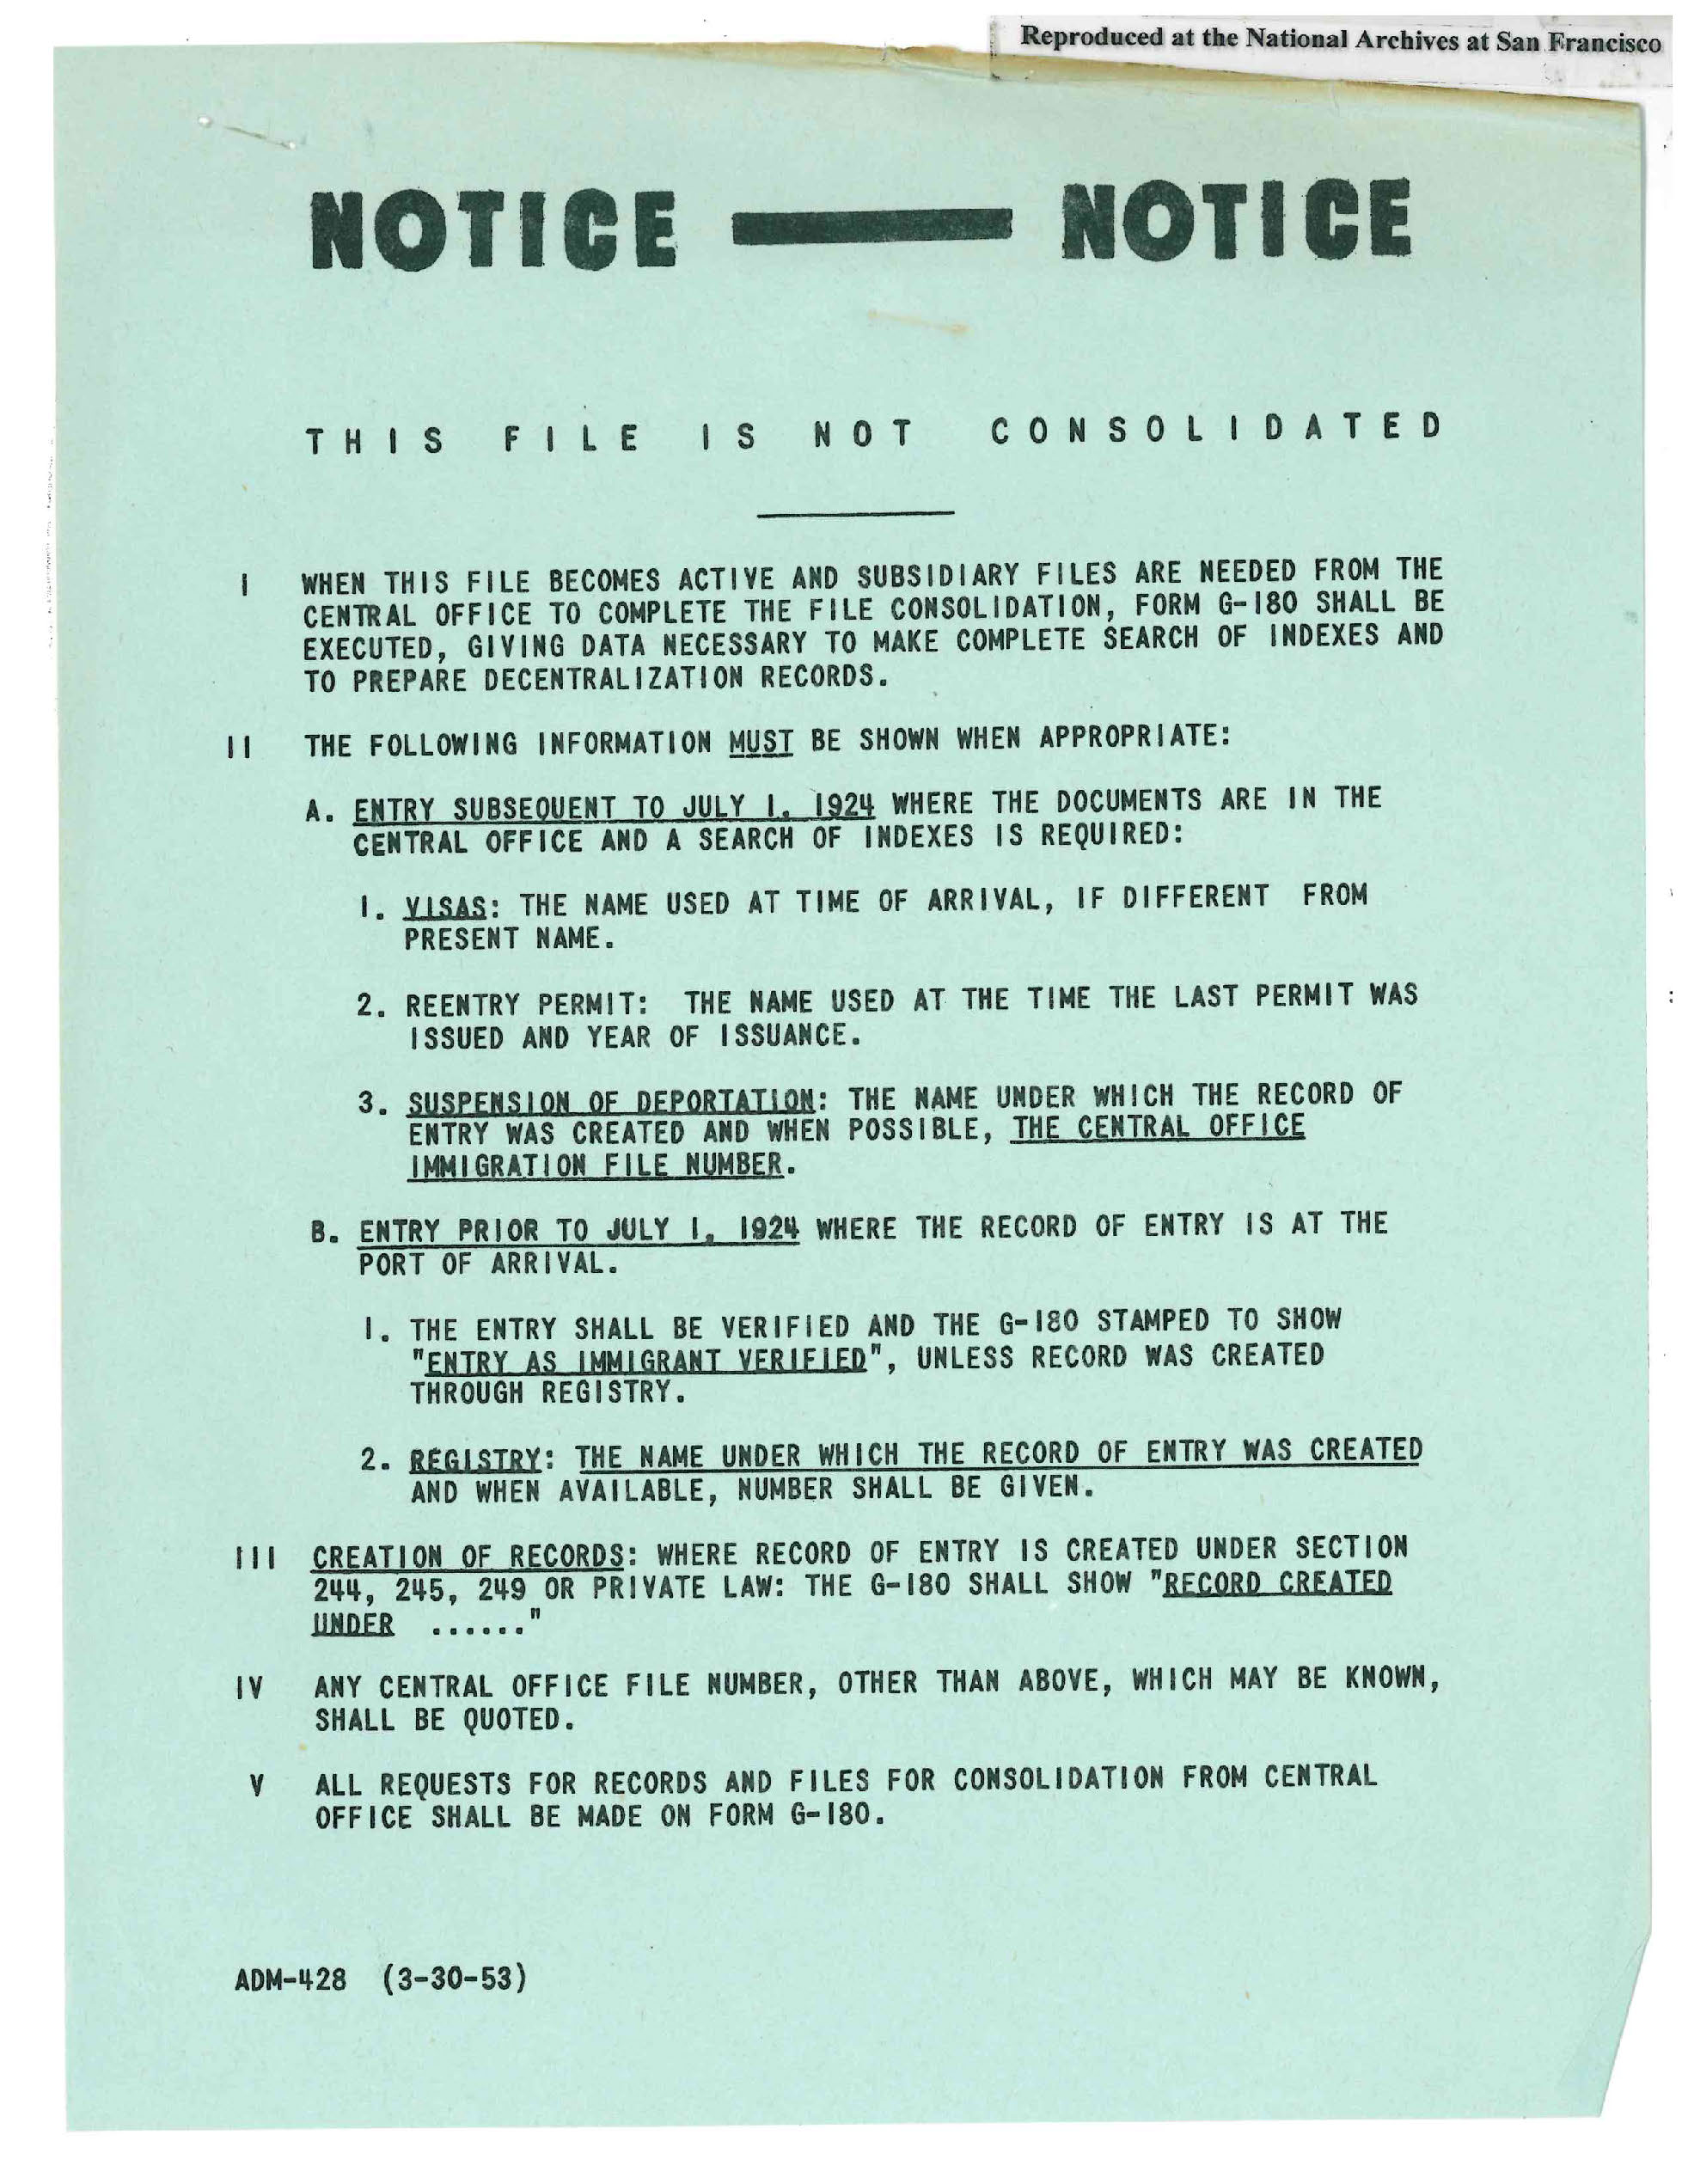 Reproduced at the National Archives at San Francisco
NOTICE — NOTICE
THIS FILE IS NOT CONSOLIDATED
I WHEN THIS FILE BECOMES ACTIVE AND SUBSIDIARY FILES ARE NEEDED FROM THE
CENTRAL OFFICE TO COMPLETE THE FILE CONSOLIDATION, FORM G-180 SHALL BE
EXECUTED, GIVING DATA NECESSARY TO MAKE COMPLETE SEARCH OF INDEXES AND
TO PREPARE DECENTRALIZATION RECORDS.
II THE FOLLOWING INFORMATION MUST BE SHOWN WHEN APPROPRIATE:
A. ENTRY SUBSEQUENT TO JULY 1, 1924 WHERE THE DOCUMENTS ARE IN THE
CENTRAL OFFICE AND A SEARCH OF INDEXES IS REQUIRED:
1. VISAS: THE NAME USED AT TIME OF ARRIVAL, IF DIFFERENT FROM
PRESENT NAME.
2. REENTRY PERMIT: THE NAME USED AT THE TIME THE LAST PERMIT WAS
ISSUED AND YEAR OF ISSUANCE.
3. SUSPENSION OF DEPORTATION: THE NAME UNDER WHICH THE RECORD OF
ENTRY WAS CREATED AND WHEN POSSIBLE, THE CENTRAL OFFICE
IMMIGRATION FILE NUMBER.
B. ENTRY PRIOR TO JULY 1, 1924 WHERE THE RECORD OF ENTRY IS AT THE
PORT OF ARRIVAL.
1. THE ENTRY SHALL BE VERIFIED AND THE G-180 STAMPED TO SHOW
"ENTRY AS IMMIGRANT VERIFIED", UNLESS RECORD WAS CREATED
THROUGH REGISTRY.
2. REGISTRY: THE NAME UNDER WHICH THE RECORD OF ENTRY WAS CREATED
AND WHEN AVAILABLE, NUMBER SHALL BE GIVEN.
III CREATION OF RECORDS: WHERE RECORD OF ENTRY IS CREATED UNDER SECTION
244, 245, 249 OR PRIVATE LAW: THE G-180 SHALL SHOW "RECORD CREATED
UNDER ......"
IV ANY CENTRAL OFFICE FILE NUMBER, OTHER THAN ABOVE, WHICH MAY BE KNOWN,
SHALL BE QUOTED.
V ALL REQUESTS FOR RECORDS AND FILES FOR CONSOLIDATION FROM CENTRAL
OFFICE SHALL BE MADE ON FORM G-180.
ADM-428 (3-30-53)